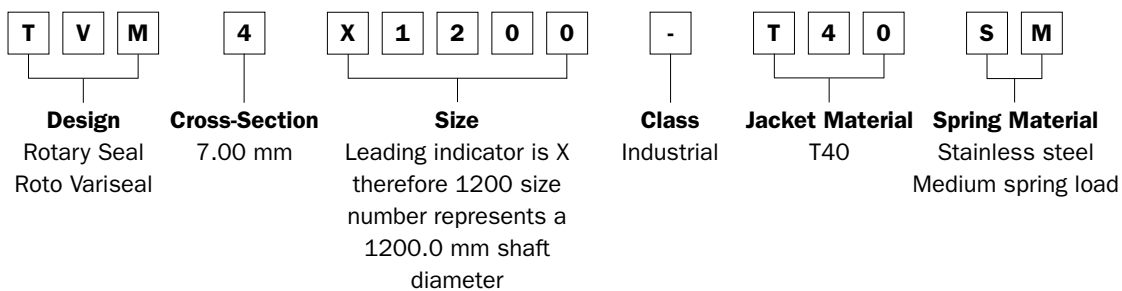 T V M 4 X 1 2 0 0 - T 4 0 S M
Design
Rotary Seal
Roto Variseal
Cross-Section
7.00 mm
Size
Leading indicator is X
therefore 1200 size
number represents a
1200.0 mm shaft
diameter
Class
Industrial
Jacket Material
T40
Spring Material
Stainless steel
Medium spring load